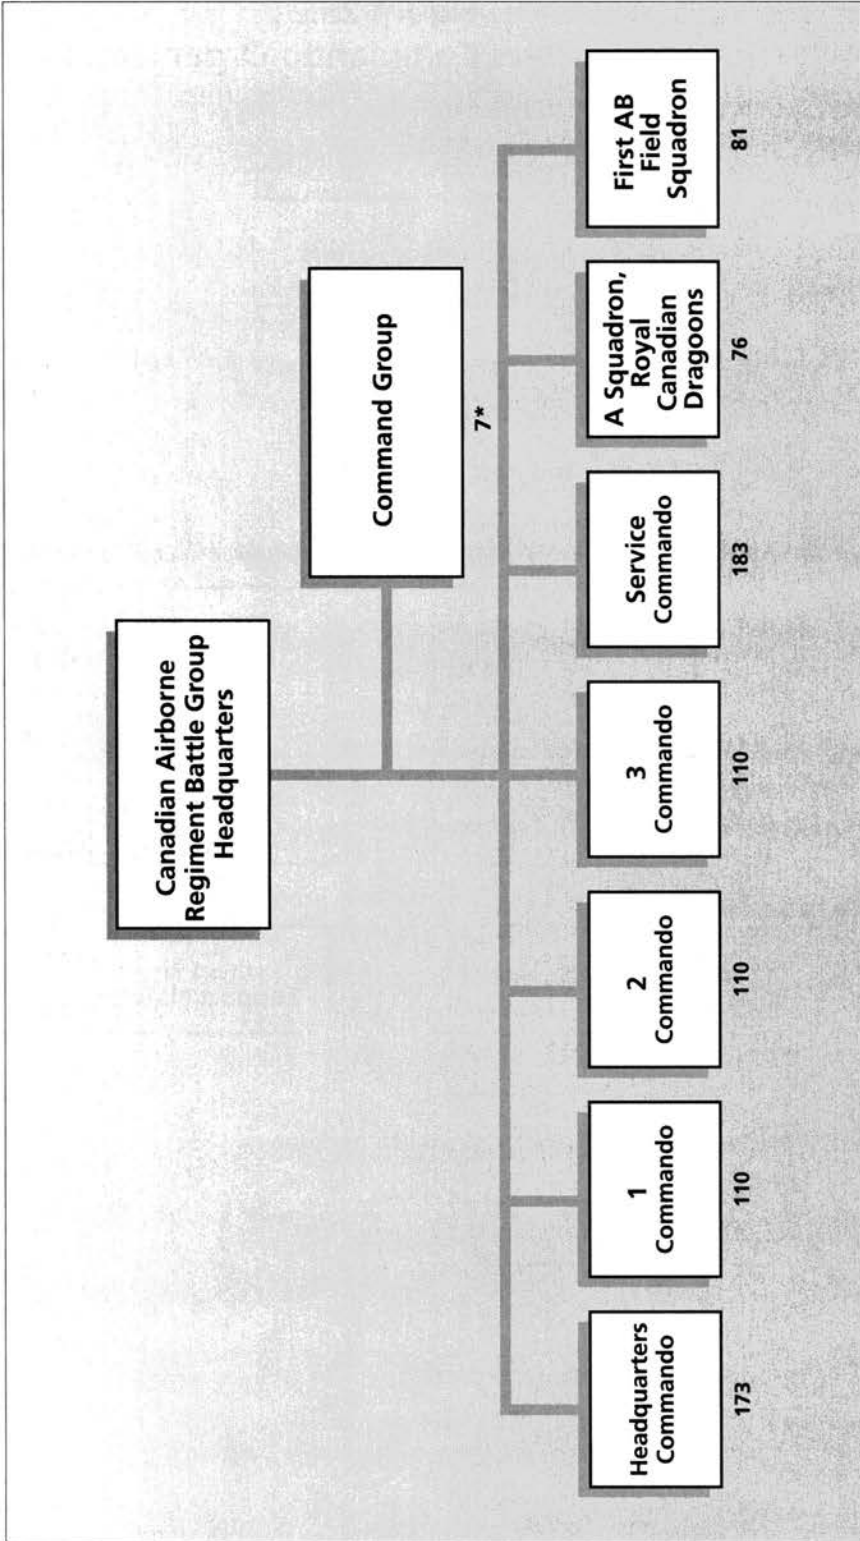 Canadian Airborne
Regiment Battle Group
Headquarters
Command Group
7*
Headquarters
Commando
173
1
Commando
110
2
Commando
110
3
Commando
110
Service
Commando
183
A Squadron,
Royal
Canadian
Dragoons
76
First AB
Field
Squadron
81